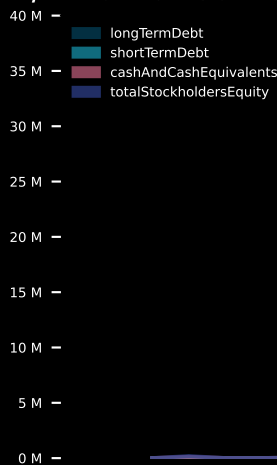 40 M
longTermDebt
shortTermDebt
35 M
cashAndCashEquivalents
totalStockholdersEquity
30 M
25 M
20 M
15 M
10 M
5 M
0 M